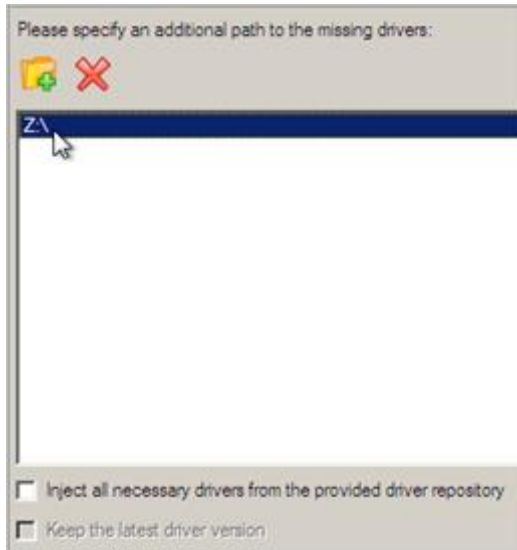 Please specify an additional path to the missing drivers:
Z:\
Inject all necessary drivers from the provided driver repository
Keep the latest driver version